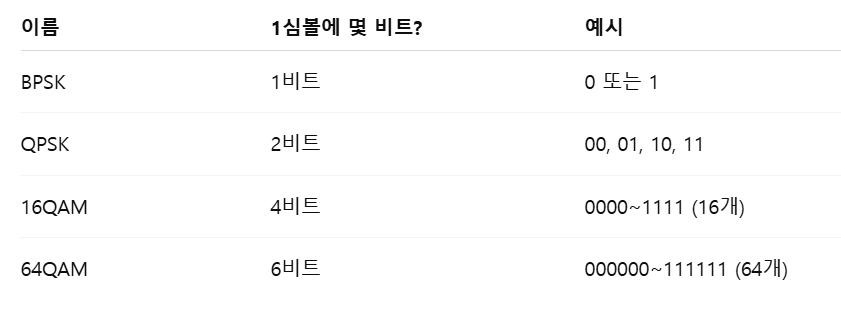 이름 1심볼에 몇 비트? 예시
BPSK 1비트 0 또는 1
QPSK 2비트 00, 01, 10, 11
16QAM 4비트 0000~1111 (16개)
64QAM 6비트 000000~111111 (64개)